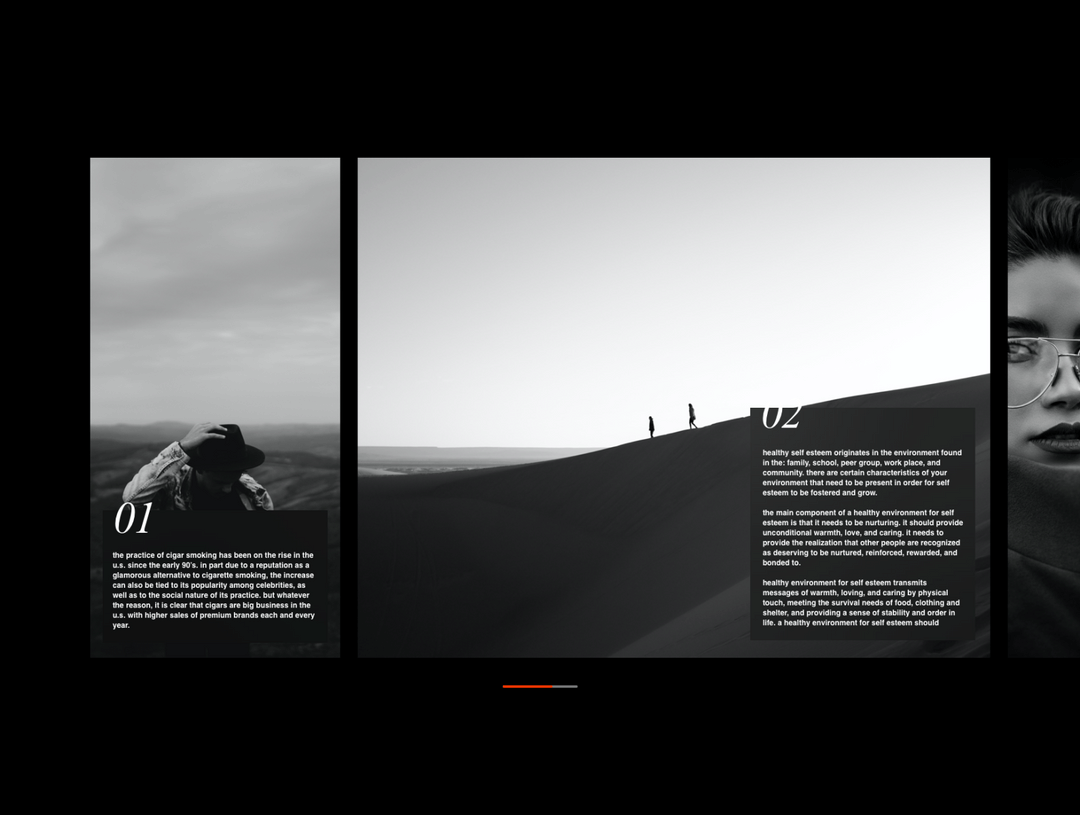 01
the practice of cigar smoking has been on the rise in the
u.s. since the early 90's. in part due to a reputation as a
glamorous alternative to cigarette smoking, the increase
can also be tied to its popularity among celebrities, as
well as to the social nature of its practice. but whatever
the reason, it is clear that cigars are big business in the
u.s. with higher sales of premium brands each and every
year.
02
healthy self esteem originates in the environment found
in the: family, school, peer group, work place, and
community. there are certain characteristics of your
environment that need to be present in order for self
esteem to be fostered and grow.
the main component of a healthy environment for self
esteem is that it needs to be nurturing. it should provide
unconditional warmth, love, and caring. it needs to
provide the realization that other people are recognized
as deserving to be nurtured, reinforced, rewarded, and
bonded to.
healthy environment for self esteem transmits
messages of warmth, loving, and caring by physical
touch, meeting the survival needs of food, clothing and
shelter, and providing a sense of stability and order in
life. a healthy environment for self esteem should